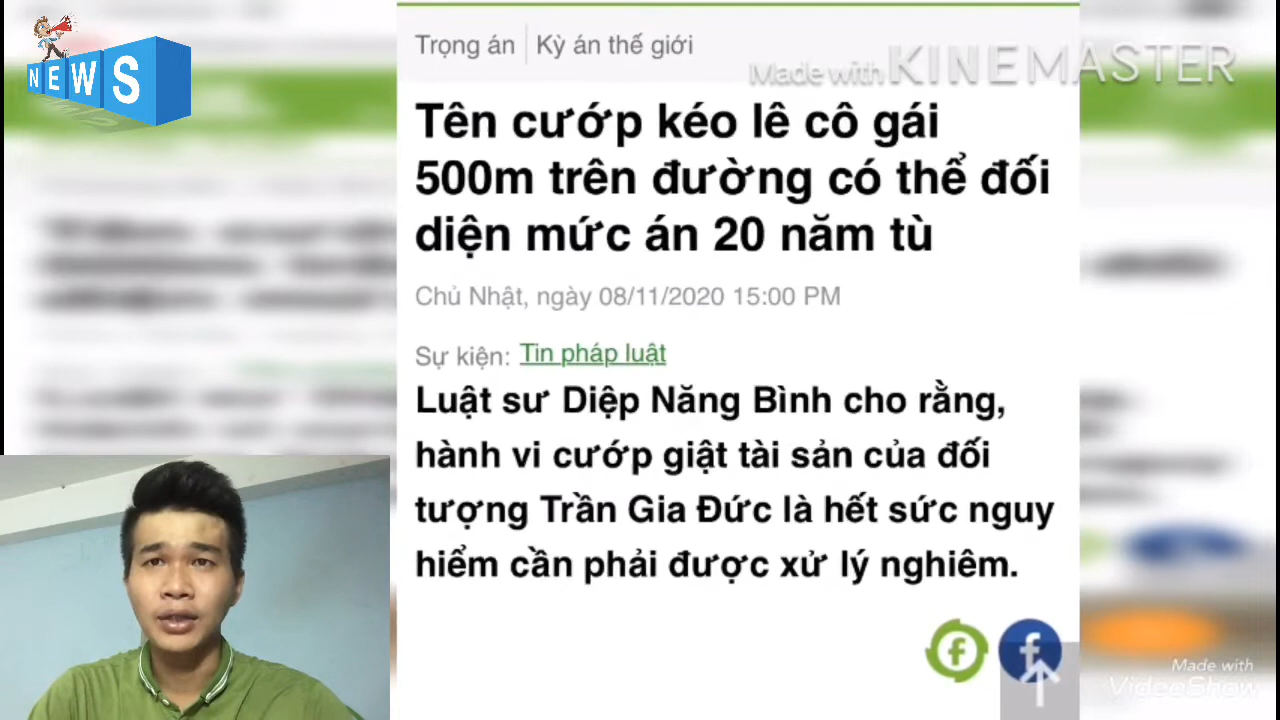 NEWS
Trọng án | Kỳ án thế giới
Made with KINEMASTER
Tên cướp kéo lê cô gái
500m trên đường có thể đối
diện mức án 20 năm tù
Chủ Nhật, ngày 08/11/2020 15:00 PM
Sự kiện: Tin pháp luật
Luật sư Diệp Năng Bình cho rằng,
hành vi cướp giật tài sản của đối
tượng Trần Gia Đức là hết sức nguy
hiểm cần phải được xử lý nghiêm.
Made with
VideoShow